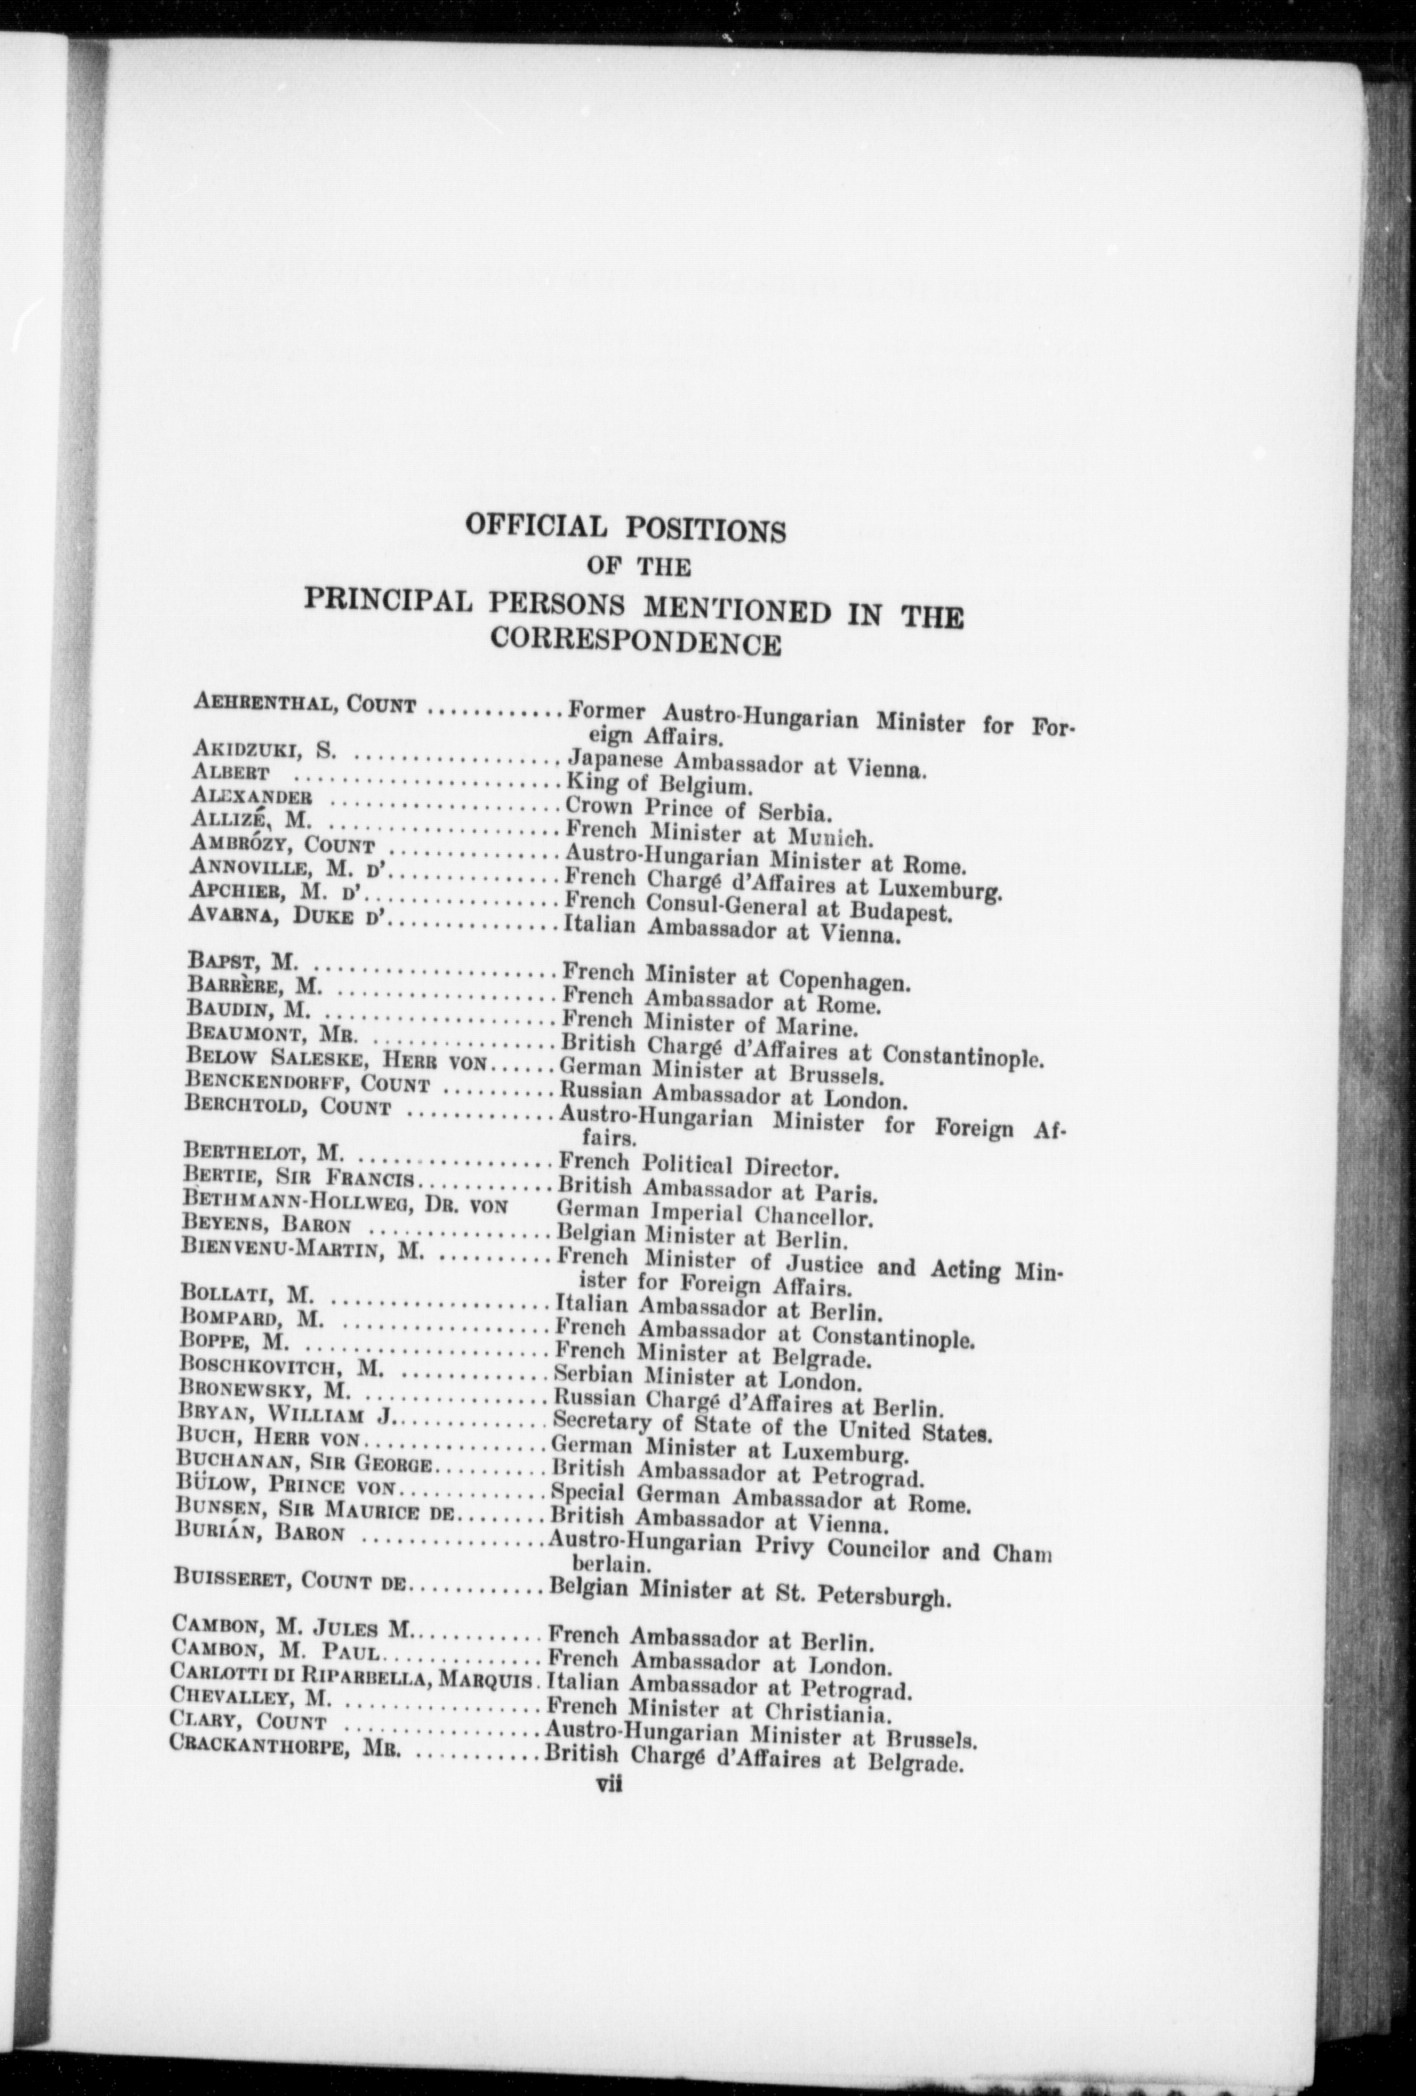 OFFICIAL POSITIONS
OF THE
PRINCIPAL PERSONS MENTIONED IN THE
CORRESPONDENCE
AEHRENTHAL, COUNT ............ Former Austro-Hungarian Minister for For-
eign Affairs.
AKIDZUKI, S. .................. Japanese Ambassador at Vienna.
ALBERT ....................... King of Belgium.
ALEXANDER .................... Crown Prince of Serbia.
ALLIZÉ, M. .................... French Minister at Munich.
AMBRÓZY, COUNT ............... Austro-Hungarian Minister at Rome.
ANNOVILLE, M. D'............... French Chargé d'Affaires at Luxemburg.
APCHIER, M. D'................. French Consul-General at Budapest.
AVARNA, DUKE D'............... Italian Ambassador at Vienna.
BAPST, M. ..................... French Minister at Copenhagen.
BARRÈRE, M. ................... French Ambassador at Rome.
BAUDIN, M. .................... French Minister of Marine.
BEAUMONT, MR. ................ British Chargé d'Affaires at Constantinople.
BELOW SALESKE, HERR VON...... German Minister at Brussels.
BENCKENDORFF, COUNT .......... Russian Ambassador at London.
BERCHTOLD, COUNT ............. Austro-Hungarian Minister for Foreign Af-
fairs.
BERTHELOT, M. ................. French Political Director.
BERTIE, SIR FRANCIS............ British Ambassador at Paris.
BETHMANN-HOLLWEG, DR. VON German Imperial Chancellor.
BEYENS, BARON ................ Belgian Minister at Berlin.
BIENVENU-MARTIN, M. .......... French Minister of Justice and Acting Min-
ister for Foreign Affairs.
BOLLATI, M. ................... Italian Ambassador at Berlin.
BOMPARD, M. .................. French Ambassador at Constantinople.
BOPPE, M. ..................... French Minister at Belgrade.
BOSCHKOVITCH, M. ............. Serbian Minister at London.
BRONEWSKY, M. ................ Russian Chargé d'Affaires at Berlin.
BRYAN, WILLIAM J.............. Secretary of State of the United States.
BUCH, HERR VON................ German Minister at Luxemburg.
BUCHANAN, SIR GEORGE.......... British Ambassador at Petrograd.
BÜLOW, PRINCE VON............. Special German Ambassador at Rome.
BUNSEN, SIR MAURICE DE........ British Ambassador at Vienna.
BURIÁN, BARON ................ Austro-Hungarian Privy Councilor and Cham
berlain.
BUISSERET, COUNT DE............ Belgian Minister at St. Petersburgh.
CAMBON, M. JULES M............ French Ambassador at Berlin.
CAMBON, M. PAUL.............. French Ambassador at London.
CARLOTTI DI RIPARBELLA, MARQUIS. Italian Ambassador at Petrograd.
CHEVALLEY, M. ................. French Minister at Christiania.
CLARY, COUNT ................. Austro-Hungarian Minister at Brussels.
CRACKANTHORPE, MR. ........... British Chargé d'Affaires at Belgrade.
vii